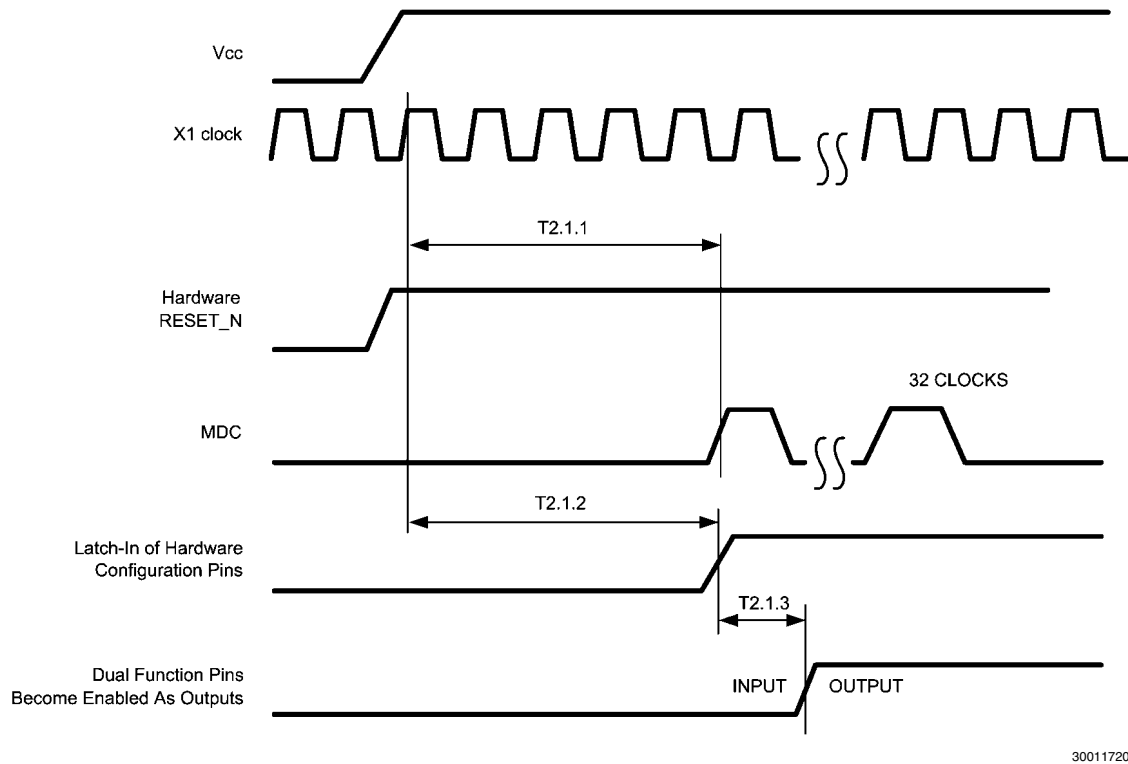 Vcc
X1 clock
T2.1.1
Hardware
RESET_N
32 CLOCKS
MDC
T2.1.2
Latch-In of Hardware
Configuration Pins
T2.1.3
Dual Function Pins
Become Enabled As Outputs
INPUT
OUTPUT
30011720